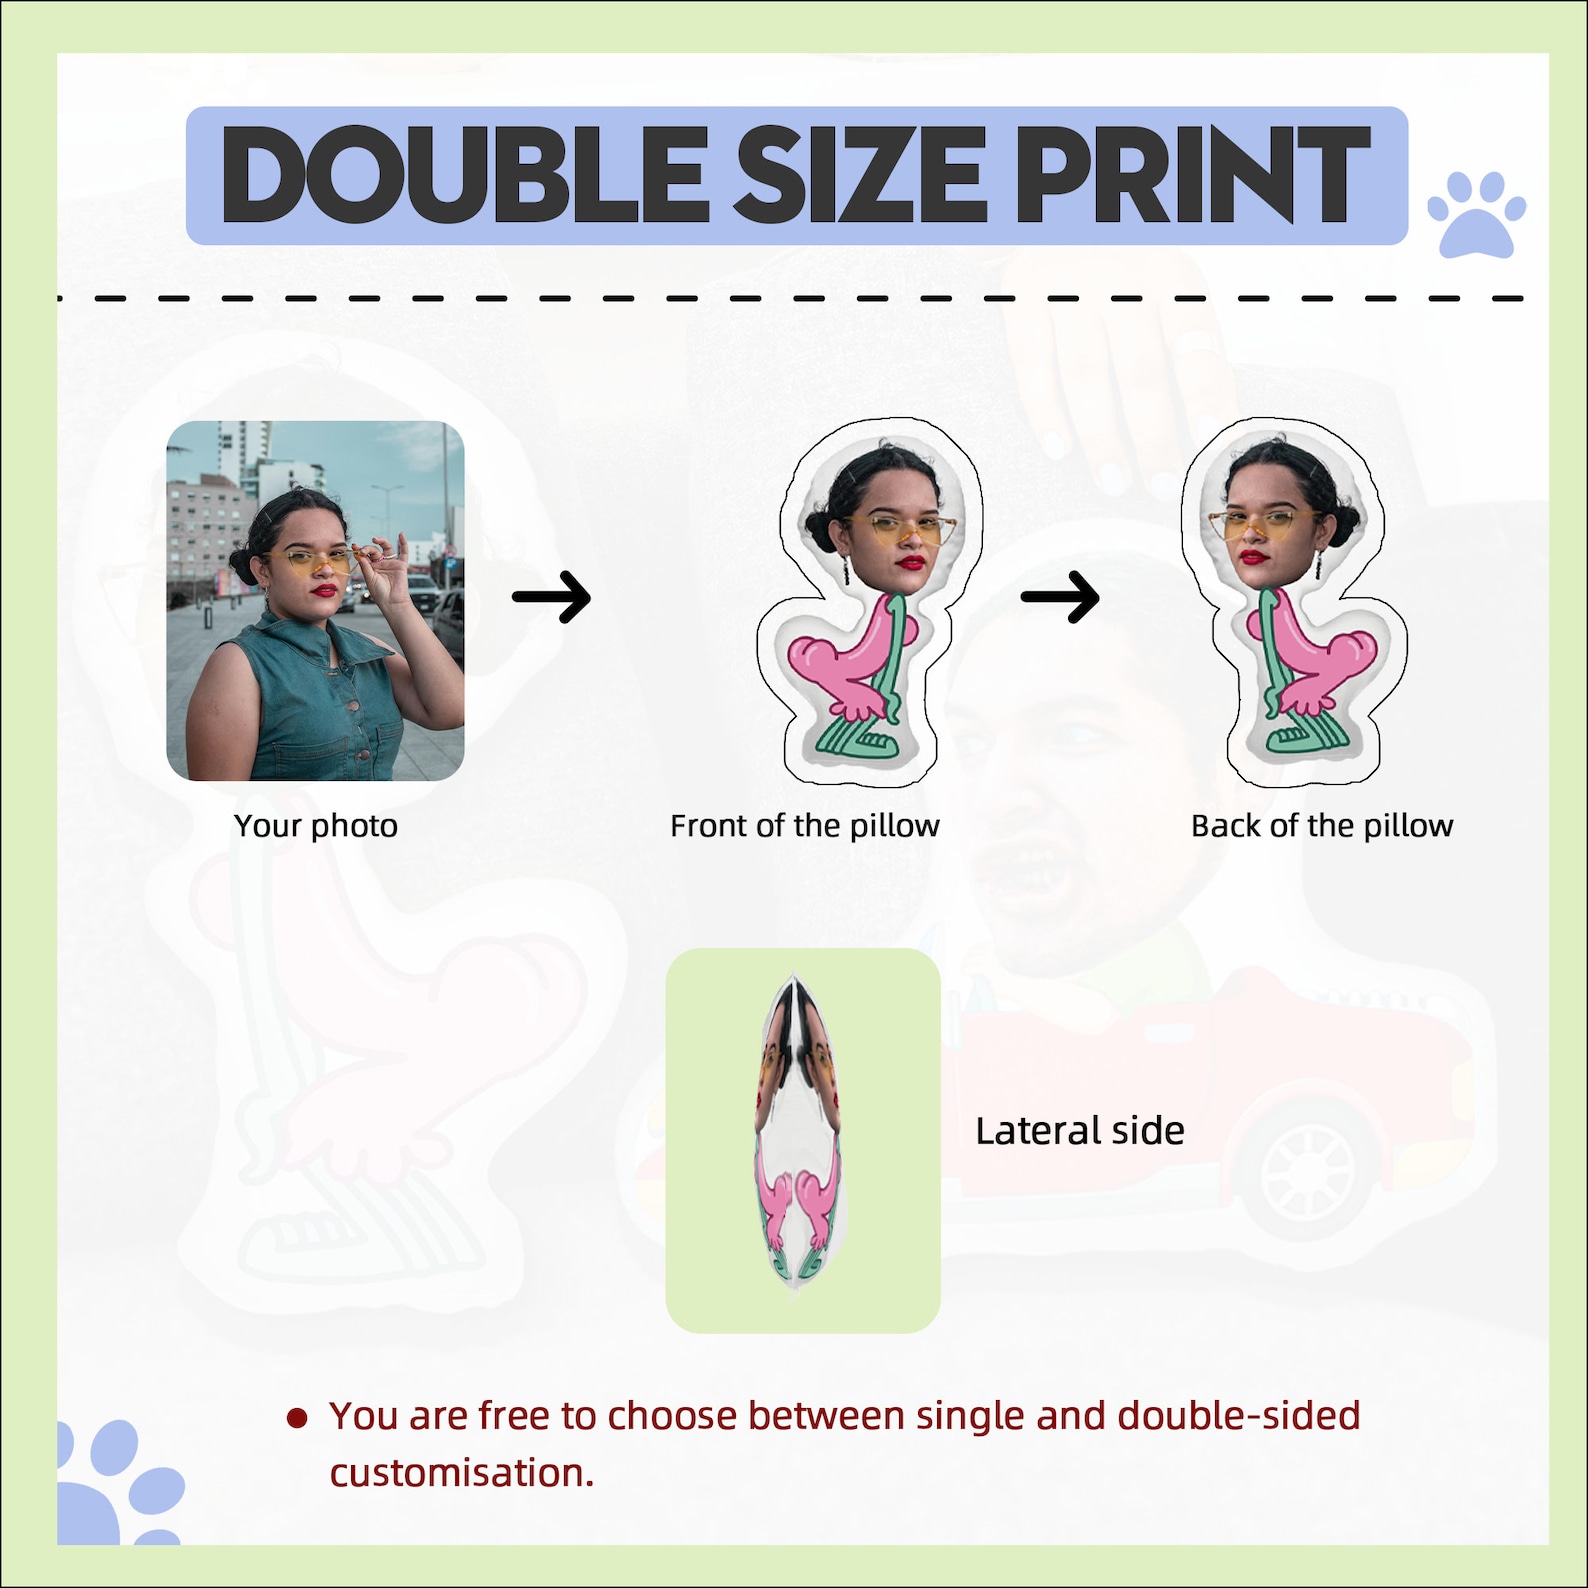 DOUBLE SIZE PRINT
Your photo
Front of the pillow
Back of the pillow
Lateral side
● You are free to choose between single and double-sided
customisation.